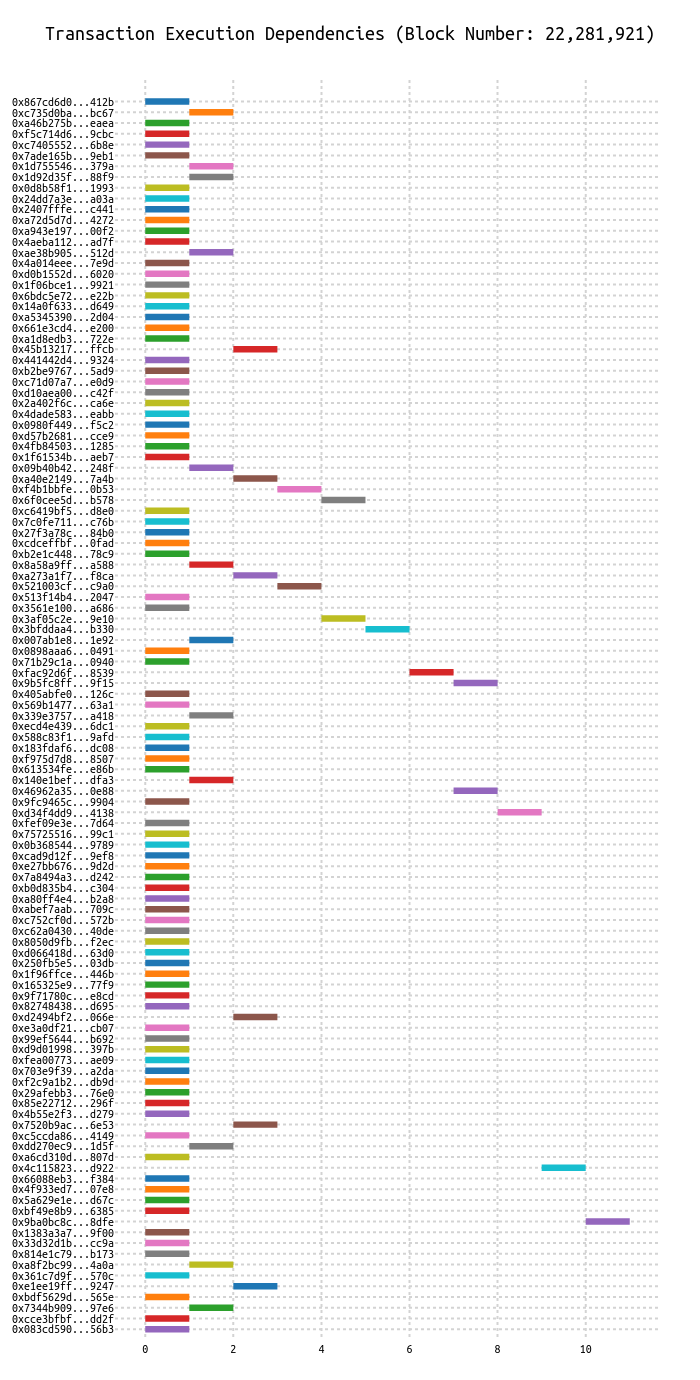 Transaction Execution Dependencies (Block Number: 22,281,921)
0x867cd6d0...412b
0xc735d0ba...bc67
0xa46b275b...eaea
0xf5c714d6...9cbc
0xc7405552...6b8e
0x7ade165b...9eb1
0x1d755546...379a
0x1d92d35f...88f9
0x0d8b58f1...1993
0x24dd7a3e...a03a
0x2407fffe...c441
0xa72d5d7d...4272
0xa943e197...00f2
0x4aeba112...ad7f
0xae38b905...512d
0x4a014eee...7e9d
0xd0b1552d...6020
0x1f06bce1...9921
0x6bdc5e72...e22b
0x14a0f633...d649
0xa5345390...2d04
0x661e3cd4...e200
0xa1d8edb3...722e
0x45b13217...ffcb
0x441442d4...9324
0xb2be9767...5ad9
0xc71d07a7...e0d9
0xd10aea00...c42f
0x2a402f6c...ca6e
0x4dade583...eabb
0x0980f449...f5c2
0xd57b2681...cce9
0x4fb84503...1285
0x1f61534b...aeb7
0x09b40b42...248f
0xa40e2149...7a4b
0xf4b1bbfe...0b53
0x6f0cee5d...b578
0xc6419bf5...d8e0
0x7c0fe711...c76b
0x27f3a78c...84b0
0xcdceffbf...0fad
0xb2e1c448...78c9
0x8a58a9ff...a588
0xa273a1f7...f8ca
0x521003cf...c9a0
0x513f14b4...2047
0x3561e100...a686
0x3af05c2e...9e10
0x3bfddaa4...b330
0x007ab1e8...1e92
0x0898aaa6...0491
0x71b29c1a...0940
0xfac92d6f...8539
0x9b5fc8ff...9f15
0x405abfe0...126c
0x569b1477...63a1
0x339e3757...a418
0xecd4e439...6dc1
0x588c83f1...9afd
0x183fdaf6...dc08
0xf975d7d8...8507
0x613534fe...e86b
0x140e1bef...dfa3
0x46962a35...0e88
0x9fc9465c...9904
0xd34f4dd9...4138
0xfef09e3e...7d64
0x75725516...99c1
0x0b368544...9789
0xcad9d12f...9ef8
0xe27bb676...9d2d
0x7a8494a3...d242
0xb0d835b4...c304
0xa80ff4e4...b2a8
0xabef7aab...709c
0xc752cf0d...572b
0xc62a0430...40de
0x8050d9fb...f2ec
0xd066418d...63d0
0x250fb5e5...03db
0x1f96ffce...446b
0x165325e9...77f9
0x9f71780c...e8cd
0x82748438...d695
0xd2494bf2...066e
0xe3a0df21...cb07
0x99ef5644...b692
0xd9d01998...397b
0xfea00773...ae09
0x703e9f39...a2da
0xf2c9a1b2...db9d
0x29afebb3...76e0
0x85e22712...296f
0x4b55e2f3...d279
0x7520b9ac...6e53
0xc5ccda86...4149
0xdd270ec9...1d5f
0xa6cd310d...807d
0x4c115823...d922
0x66088eb3...f384
0x4f933ed7...07e8
0x5a629e1e...d67c
0xbf49e8b9...6385
0x9ba0bc8c...8dfe
0x1383a3a7...9f00
0x33d32d1b...cc9a
0x814e1c79...b173
0xa8f2bc99...4a0a
0x361c7d9f...570c
0xe1ee19ff...9247
0xbdf5629d...565e
0x7344b909...97e6
0xcce3bfbf...dd2f
0x083cd590...56b3
0 2 4 6 8 10